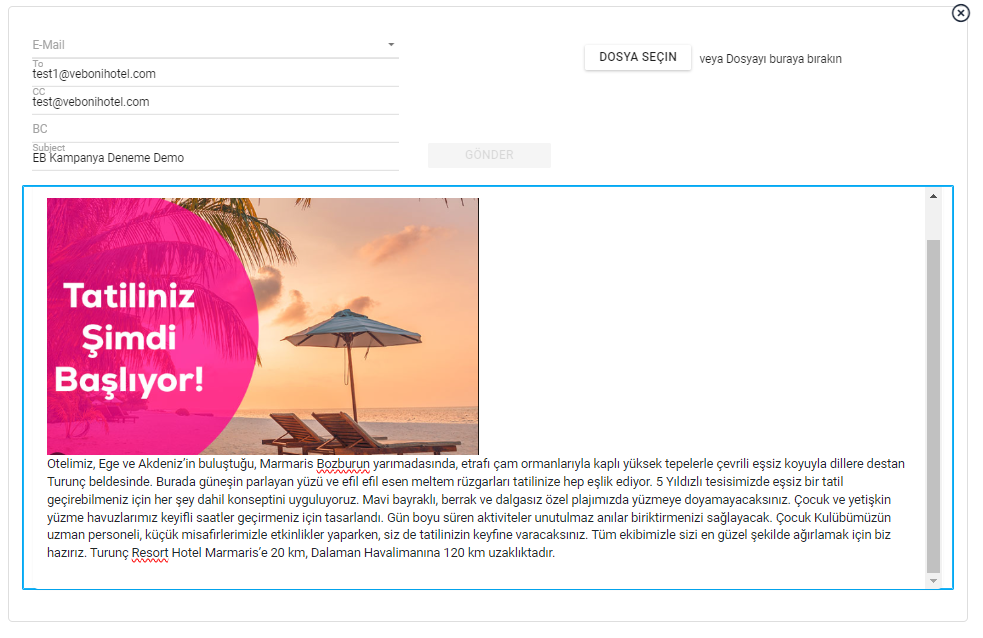 E-Mail
To
test1@vebonihotel.com
CC
test@vebonihotel.com
BC
Subject
EB Kampanya Deneme Demo
DOSYA SEÇIN veya Dosyayı buraya bırakın
GÖNDER
Tatiliniz
Şimdi
Başlıyor!
Otelimiz, Ege ve Akdeniz’in buluştuğu, Marmaris Bozburun yarımadasında, etrafı çam ormanlarıyla kaplı yüksek tepelerle çevrili eşsiz koyuyla dillere destan
Turunç beldesinde. Burada güneşin parlayan yüzü ve efil efil esen meltem rüzgarları tatilinize hep eşlik ediyor. 5 Yıldızlı tesisimizde eşsiz bir tatil
geçirebilmeniz için her şey dahil konseptini uyguluyoruz. Mavi bayraklı, berrak ve dalgasız özel plajımızda yüzmeye doyamayacaksınız. Çocuk ve yetişkin
yüzme havuzlarımız keyifli saatler geçirmeniz için tasarlandı. Gün boyu süren aktiviteler unutulmaz anılar biriktirmenizi sağlayacak. Çocuk Kulübümüzün
uzman personeli, küçük misafirlerimizle etkinlikler yaparken, siz de tatilinizin keyfine varacaksınız. Tüm ekibimizle sizi en güzel şekilde ağırlamak için biz
hazırız. Turunç Resort Hotel Marmaris’e 20 km, Dalaman Havalimanına 120 km uzaklıktadır.